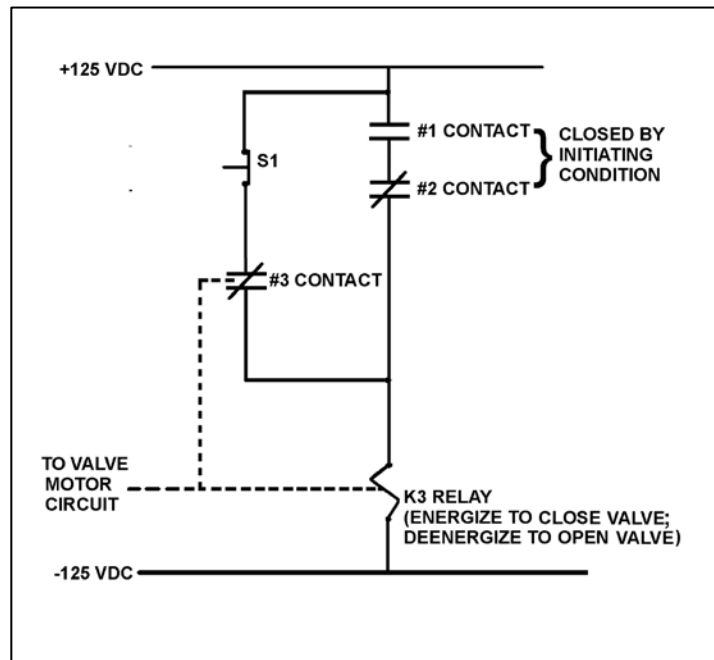 +125 VDC
#1 CONTACT
CLOSED BY
INITIATING
CONDITION
S1
#2 CONTACT
#3 CONTACT
TO VALVE
MOTOR
CIRCUIT
K3 RELAY
(ENERGIZE TO CLOSE VALVE;
DEENERGIZE TO OPEN VALVE)
-125 VDC